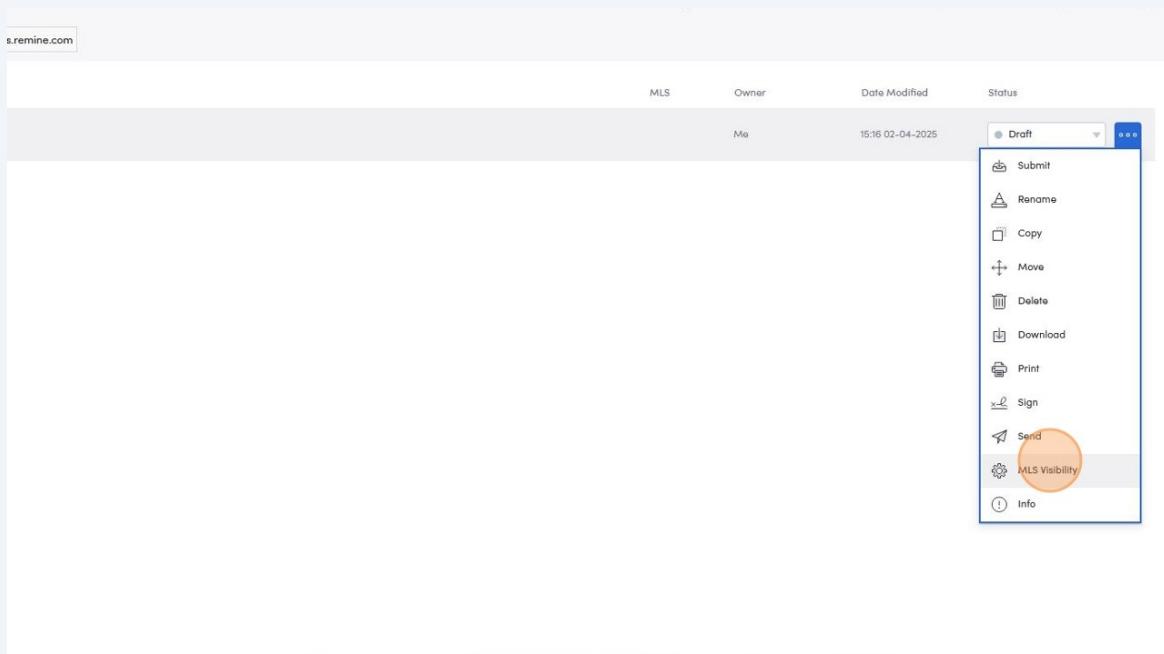 s.remine.com
MLS Owner Date Modified Status
Me 15:16 02-04-2025 Draft
Submit
Rename
Copy
Move
Delete
Download
Print
Sign
Send
MLS Visibility
Info